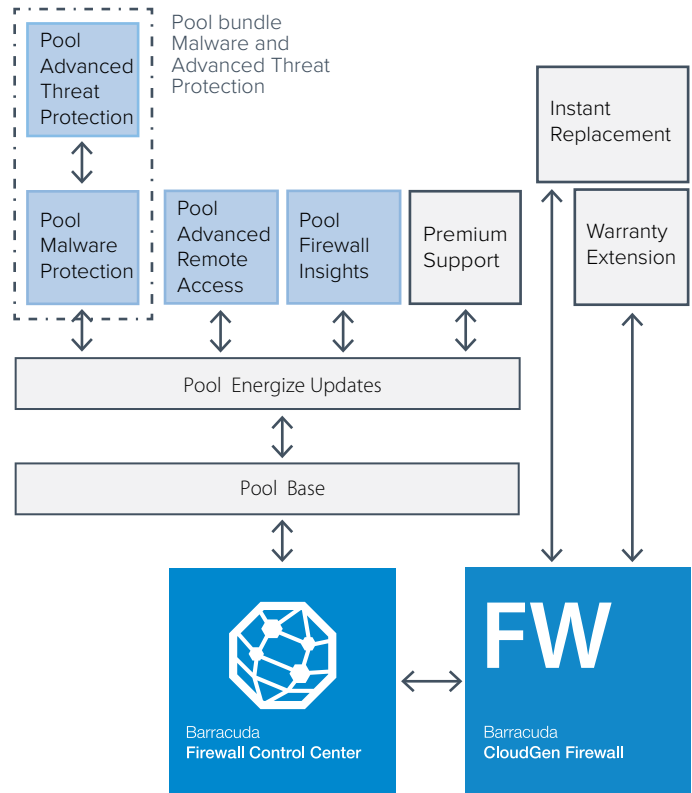 Pool
Advanced
Threat
Protection
Pool bundle
Malware and
Advanced Threat
Protection
Instant
Replacement
Pool
Malware
Protection
Pool
Advanced
Remote
Access
Pool
Firewall
Insights
Premium
Support
Warranty
Extension
Pool Energize Updates
Pool Base
Barracuda
Firewall Control Center
FW
Barracuda
CloudGen Firewall